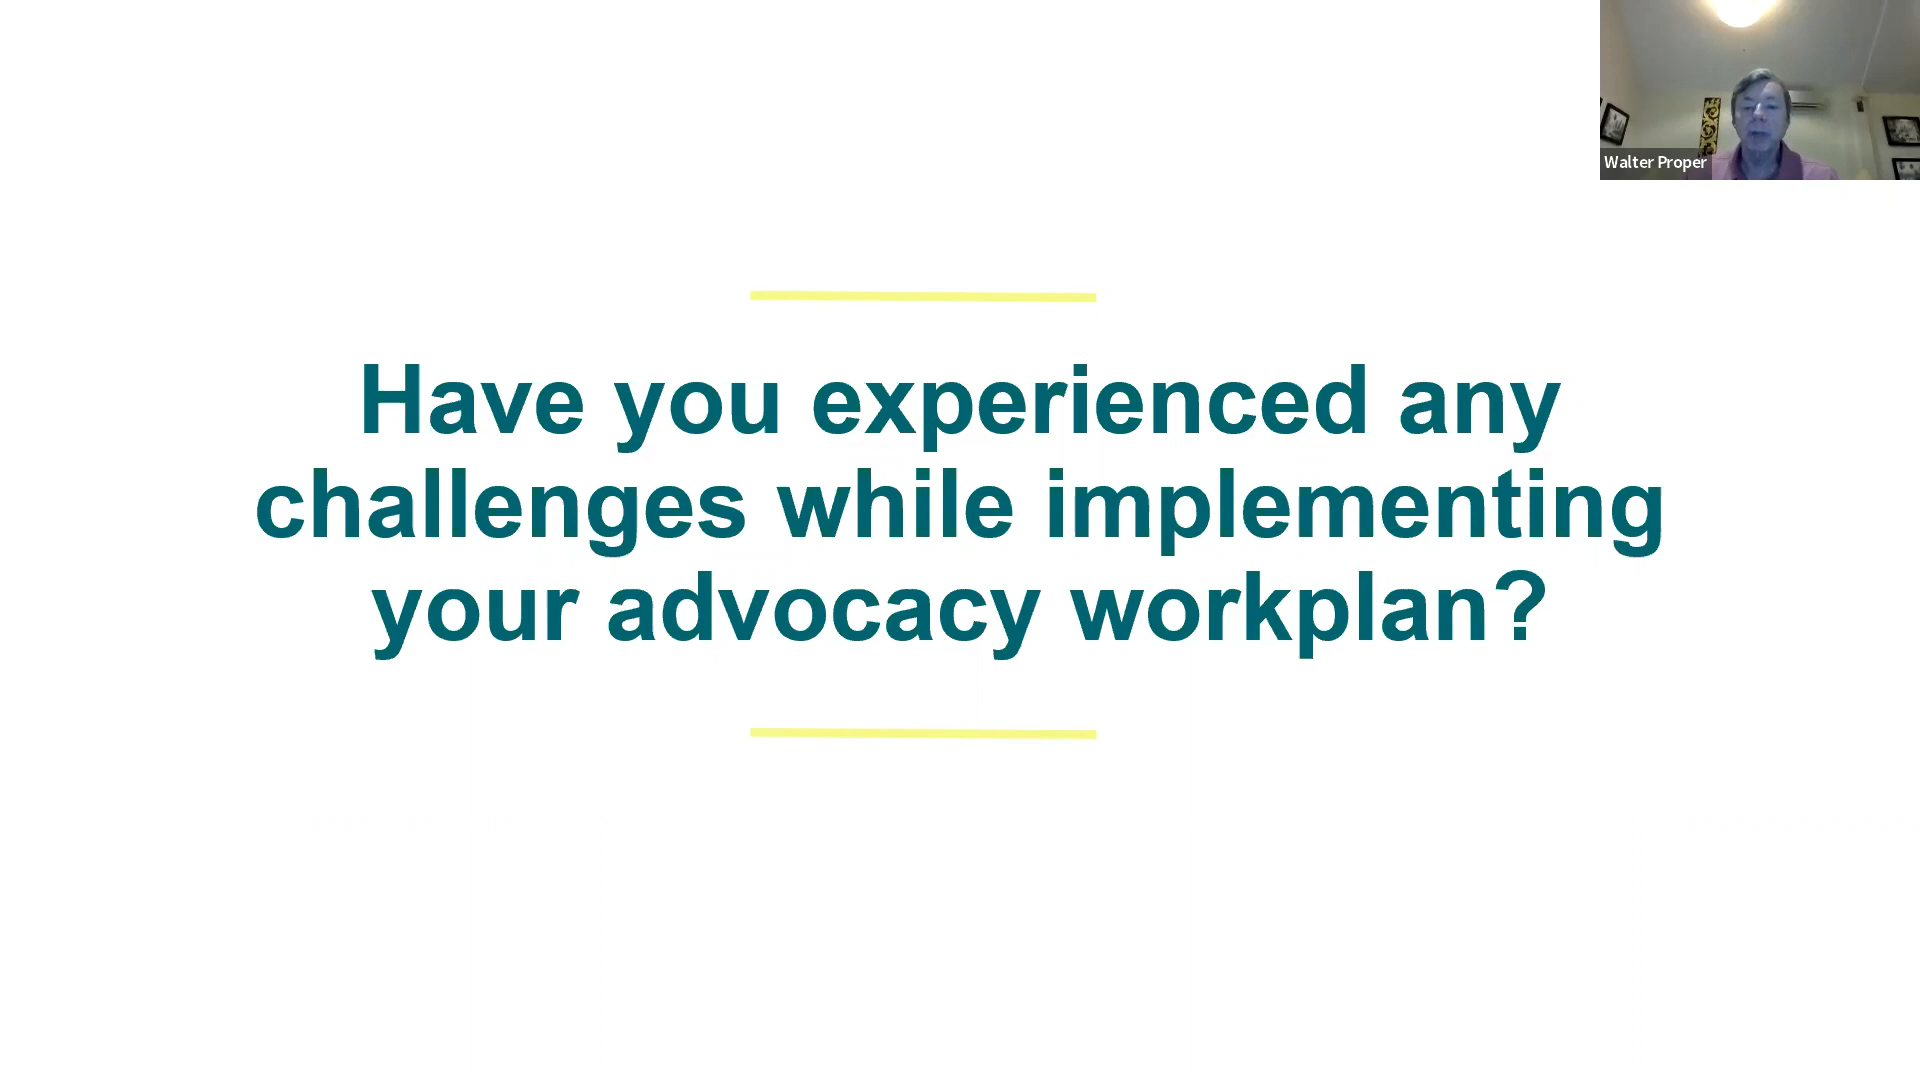 Walter Proper
Have you experienced any
challenges while implementing
your advocacy workplan?